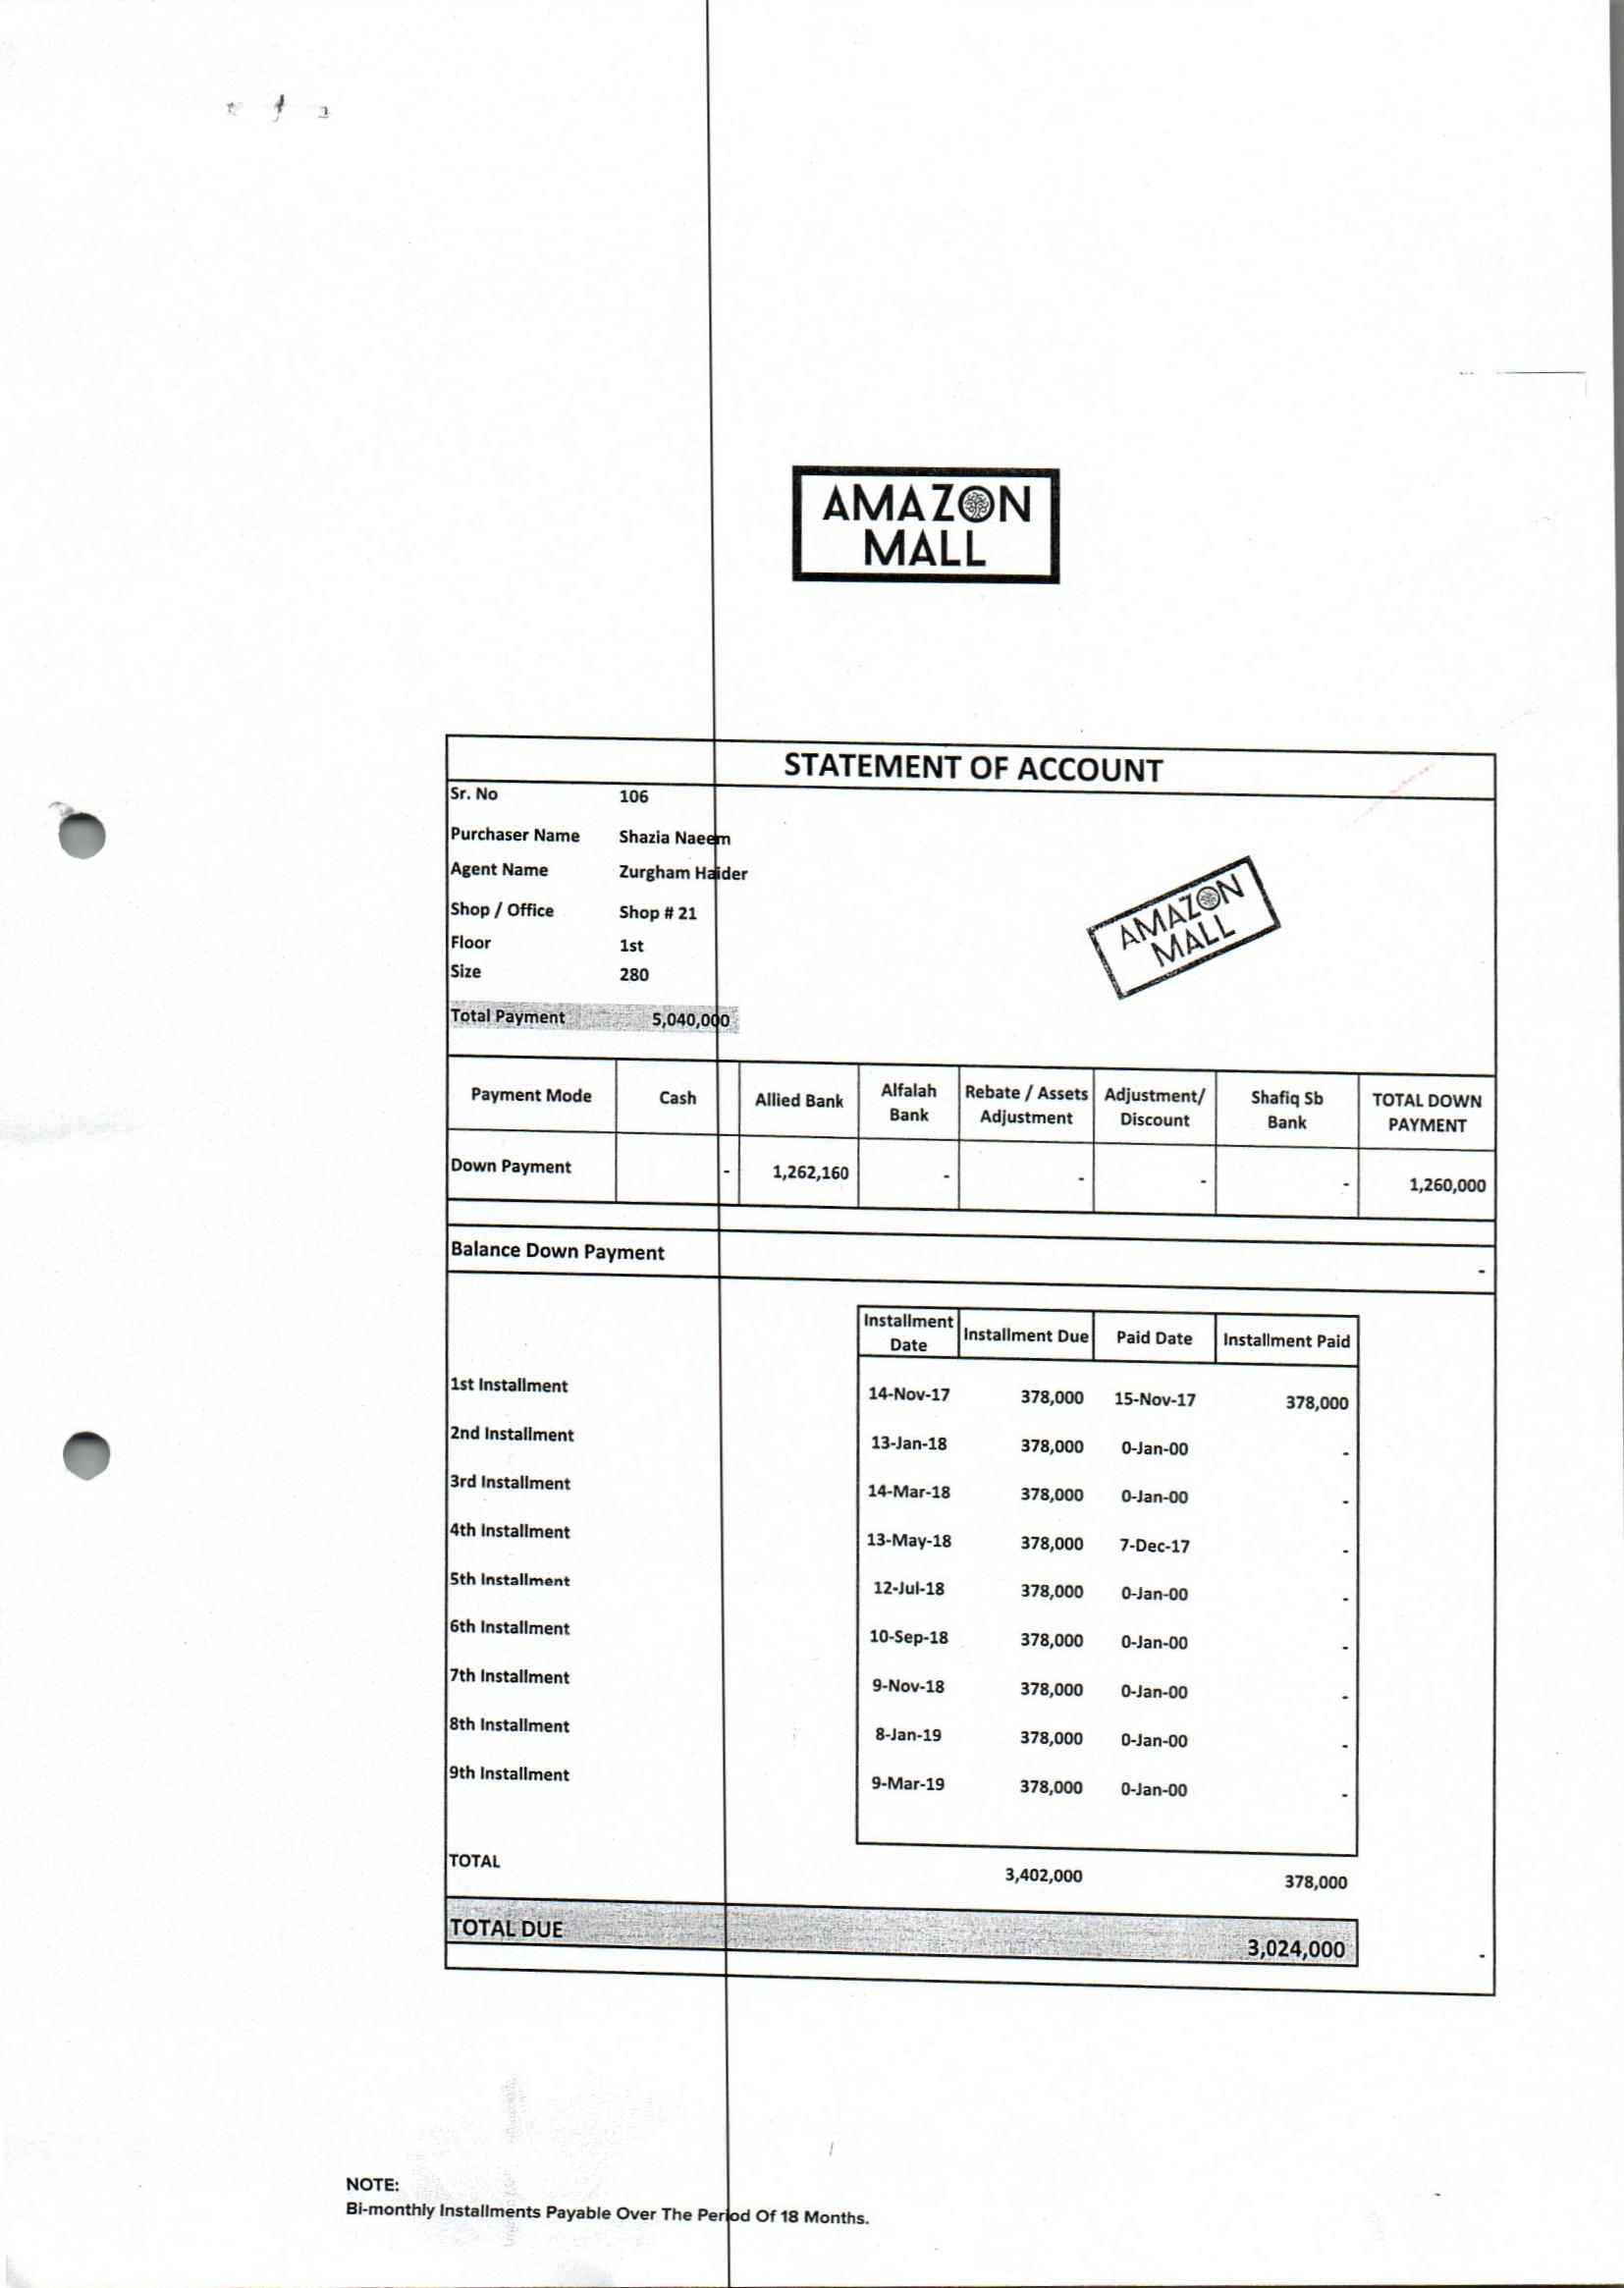 AMAZON
MALL
STATEMENT OF ACCOUNT
Sr. No 106
Purchaser Name Shazia Naeem
Agent Name Zurgham Haider
AMAZON
MALL
Shop / Office Shop # 21
Floor 1st
Size 280
Total Payment 5,040,000
Payment Mode Cash Allied Bank Alfalah Bank Rebate / Assets Adjustment Adjustment/ Discount Shafiq Sb Bank TOTAL DOWN PAYMENT
Down Payment - 1,262,160 - - - - 1,260,000
Balance Down Payment -
Installment Date Installment Due Paid Date Installment Paid
1st Installment 14-Nov-17 378,000 15-Nov-17 378,000
2nd Installment 13-Jan-18 378,000 0-Jan-00 -
3rd Installment 14-Mar-18 378,000 0-Jan-00 -
4th Installment 13-May-18 378,000 7-Dec-17 -
5th Installment 12-Jul-18 378,000 0-Jan-00 -
6th Installment 10-Sep-18 378,000 0-Jan-00 -
7th Installment 9-Nov-18 378,000 0-Jan-00 -
8th Installment 8-Jan-19 378,000 0-Jan-00 -
9th Installment 9-Mar-19 378,000 0-Jan-00 -
TOTAL 3,402,000 378,000
TOTAL DUE 3,024,000 -
NOTE:
Bi-monthly Installments Payable Over The Period Of 18 Months.